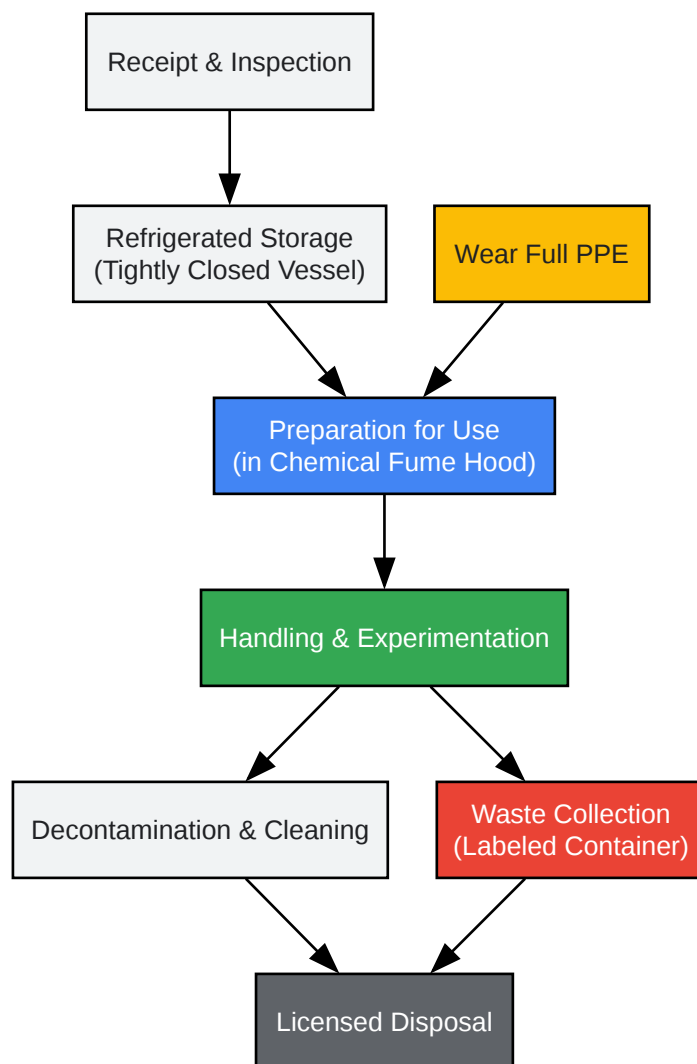 Receipt & Inspection
Refrigerated Storage
(Tightly Closed Vessel)
Wear Full PPE
Preparation for Use
(in Chemical Fume Hood)
Handling & Experimentation
Decontamination & Cleaning
Waste Collection
(Labeled Container)
Licensed Disposal